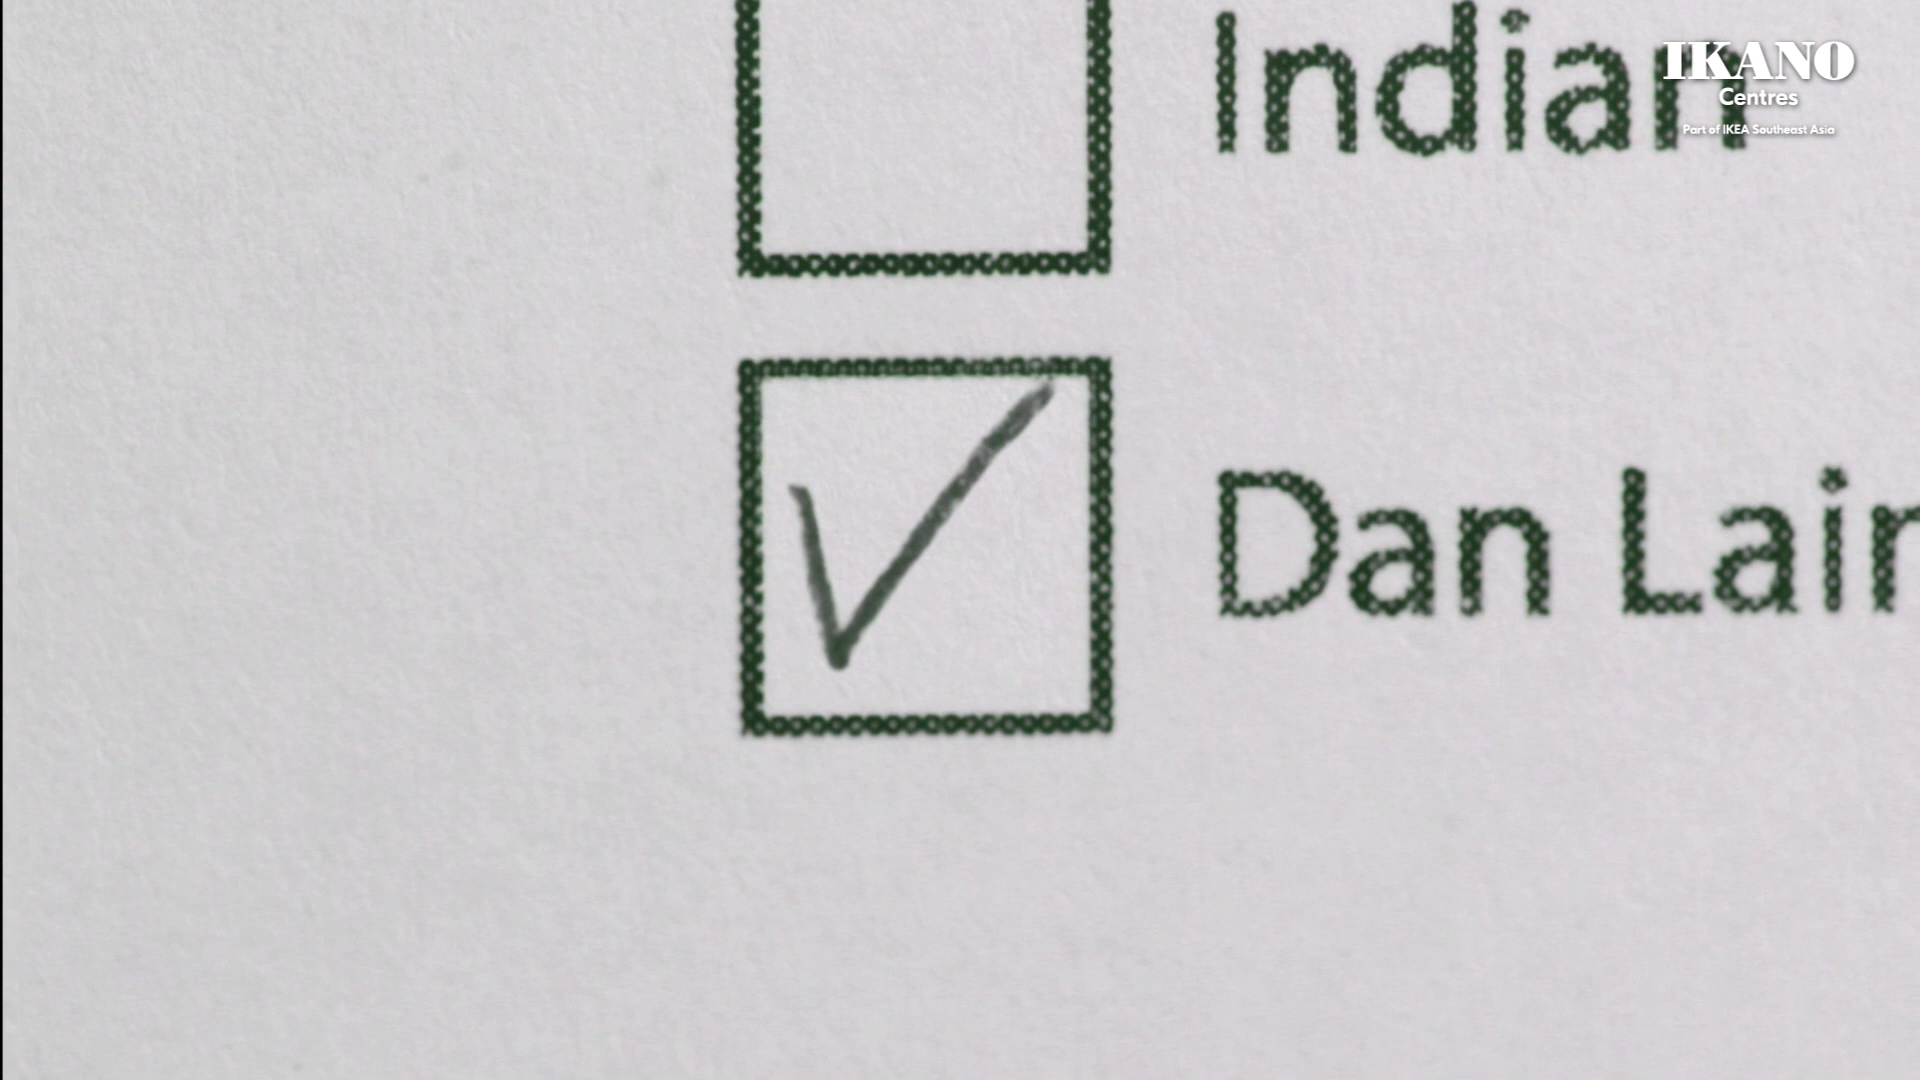 Indian
IKANO
Centres
Part of IKEA Southeast Asia
Dan Lain